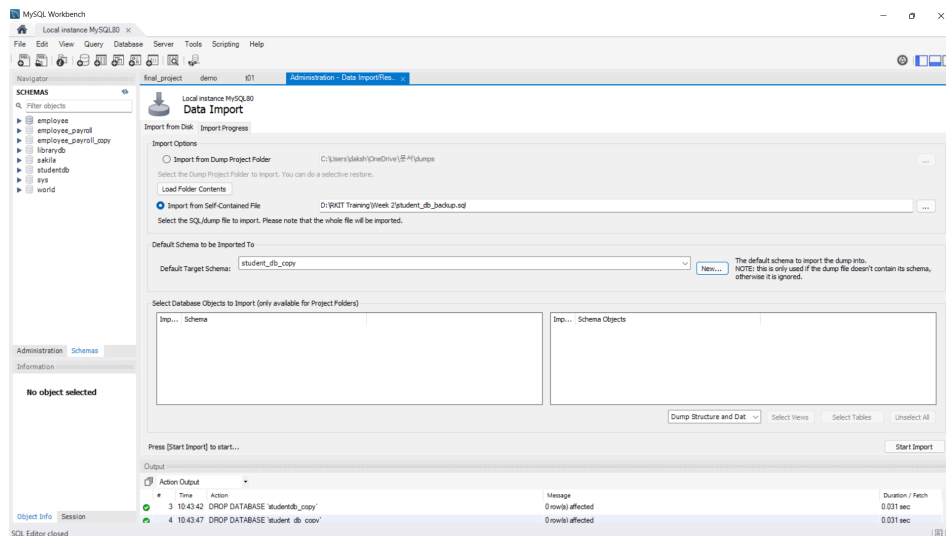 MySQL Workbench
Local instance MySQL80 ×
File Edit View Query Database Server Tools Scripting Help
Navigator
final_project demo t01 Administration - Data Import/Res... ×
SCHEMAS
Filter objects
employee
employee_payroll
employee_payroll_copy
librarydb
sakila
studentdb
sys
world
Administration Schemas
Information
No object selected
Object Info Session
SQL Editor closed
Local instance MySQL80
Data Import
Import from Disk Import Progress
Import Options
Import from Dump Project Folder C:\Users\daksh\OneDrive\문서\dumps ...
Select the Dump Project Folder to import. You can do a selective restore.
Load Folder Contents
Import from Self-Contained File D:\RKIT Training\Week 2\student_db_backup.sql ...
Select the SQL/dump file to import. Please note that the whole file will be imported.
Default Schema to be Imported To
Default Target Schema: student_db_copy New...
The default schema to import the dump into.
NOTE: this is only used if the dump file doesn't contain its schema,
otherwise it is ignored.
Select Database Objects to Import (only available for Project Folders)
Imp... Schema Imp... Schema Objects
Dump Structure and Dat Select Views Select Tables Unselect All
Press [Start Import] to start... Start Import
Output
Action Output
# Time Action Message Duration / Fetch
3 10:43:42 DROP DATABASE `studentdb_copy` 0 row(s) affected 0.031 sec
4 10:43:47 DROP DATABASE `student_db_copy` 0 row(s) affected 0.031 sec